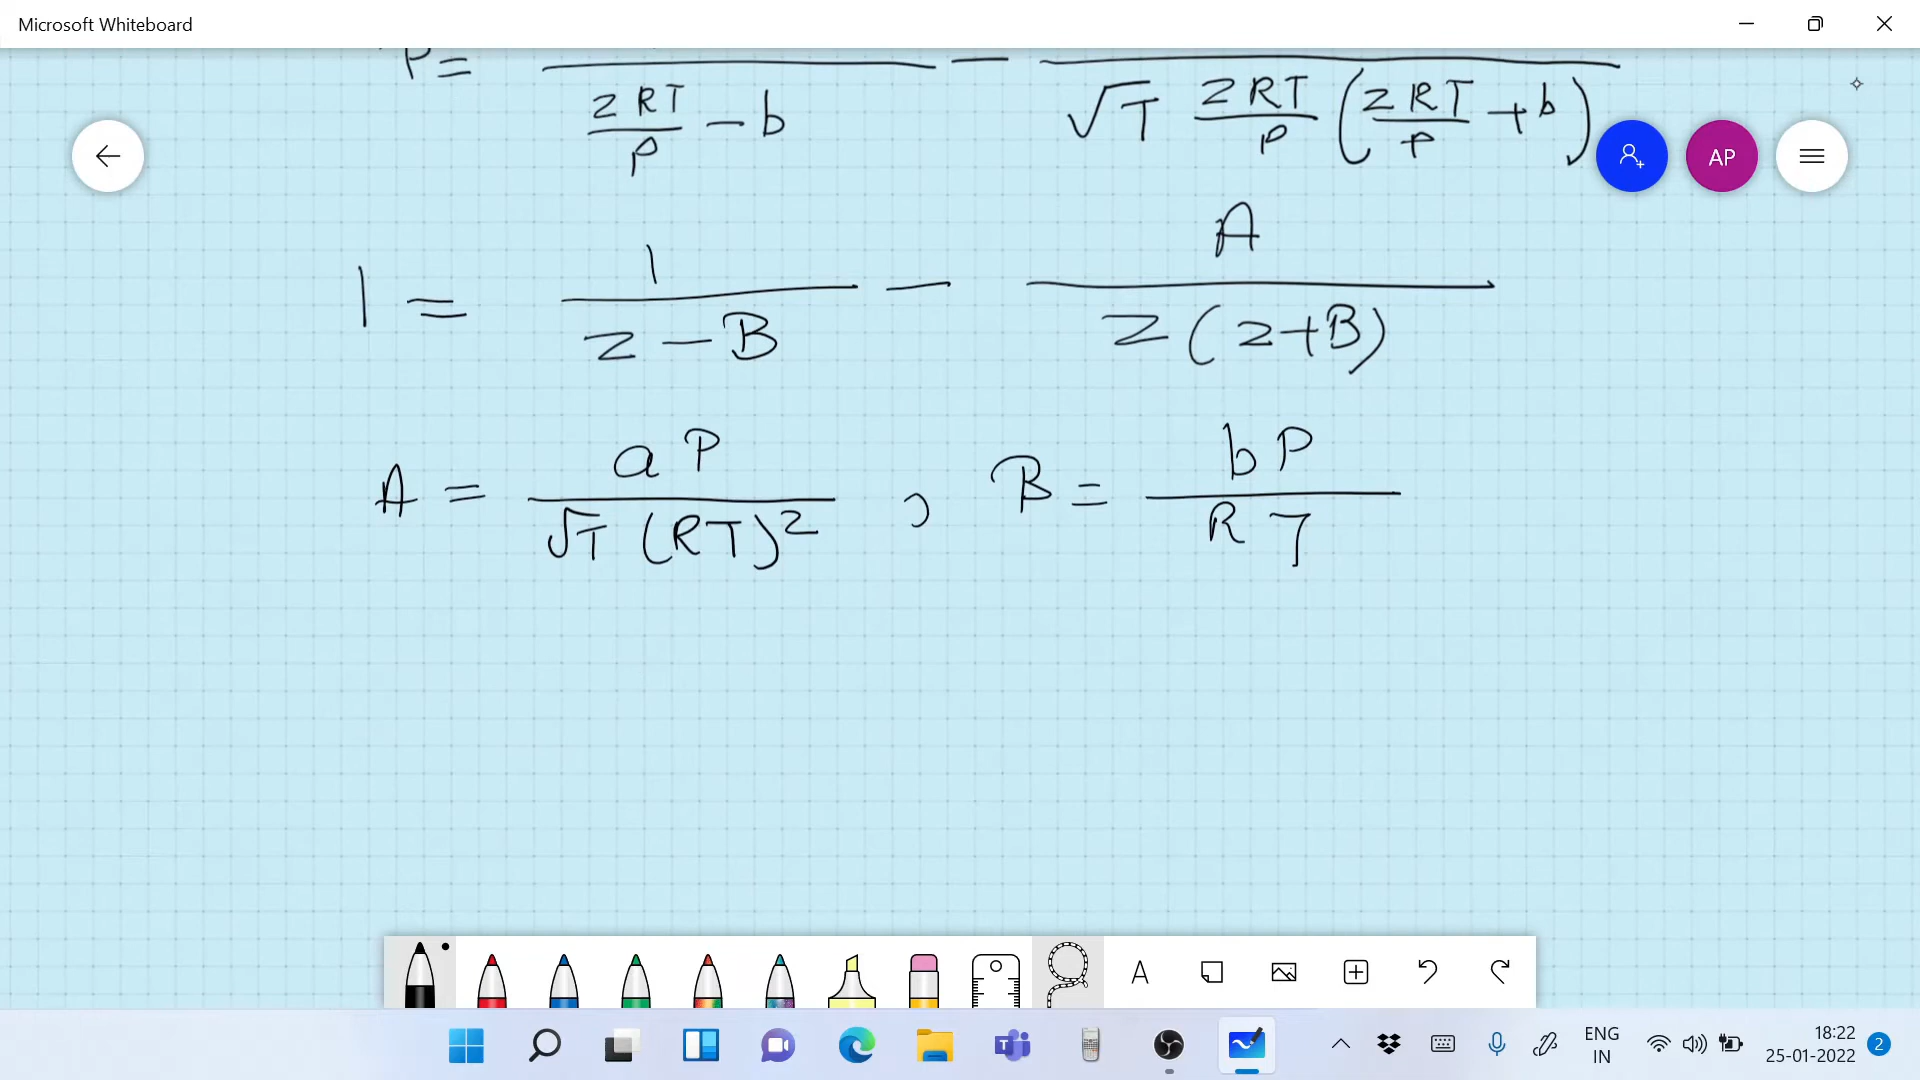 Microsoft Whiteboard
P = ZRT/P - b - √T ZRT/P (ZRT/P + b)
AP
1 = 1/(Z - B) - A/(Z(Z+B))
A = aP/(√T (RT)²) , B = bP/(RT)
A
T
ENG
IN
18:22
25-01-2022
2